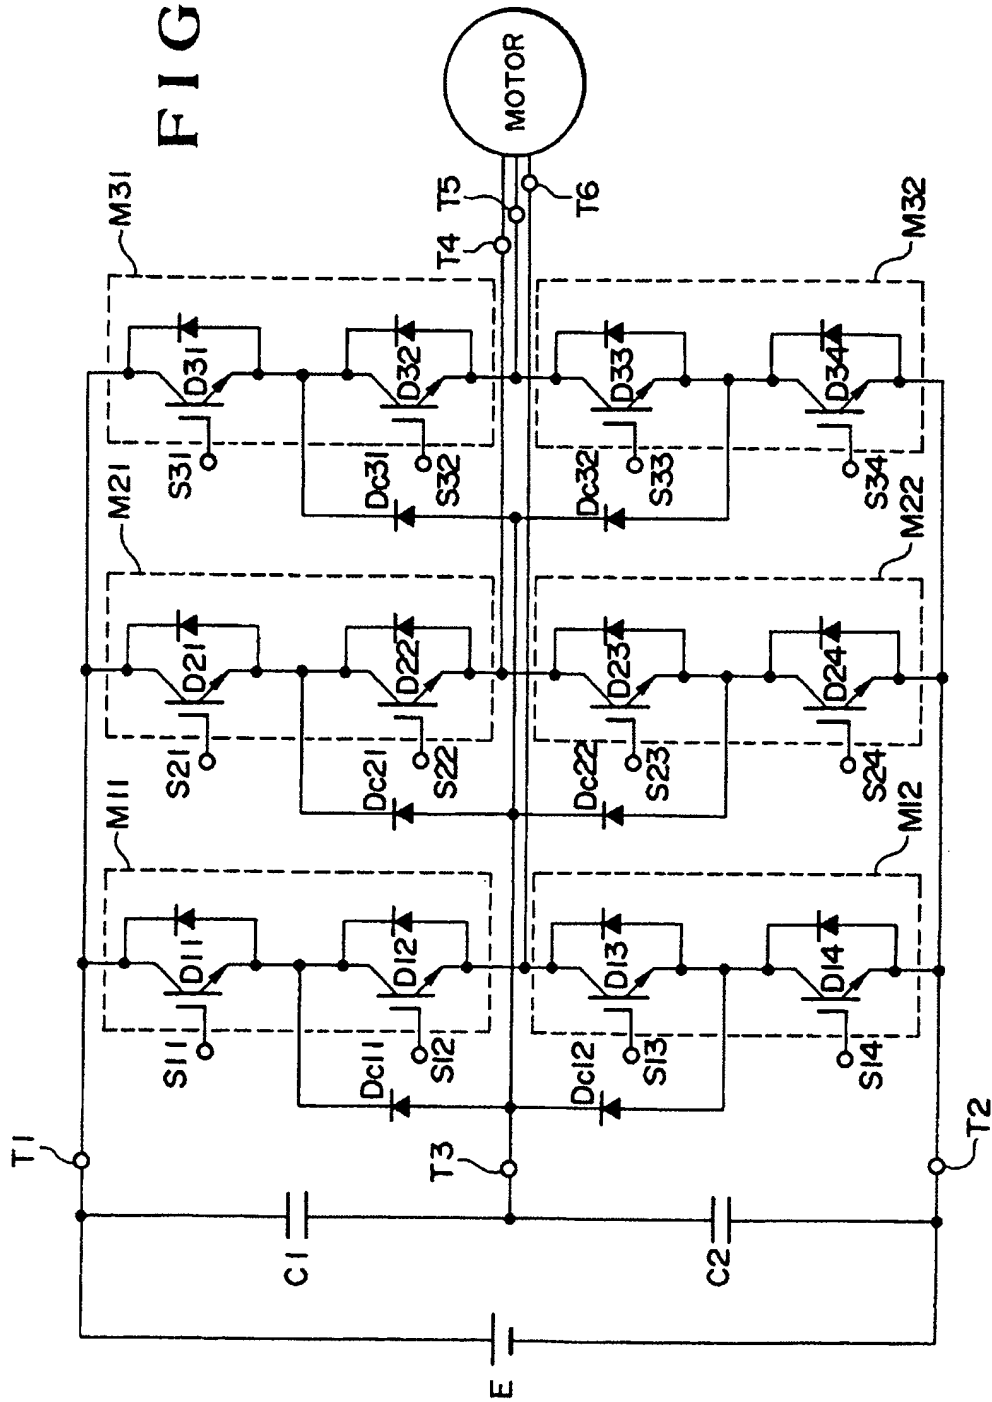 FIG
MOTOR
T4
T5
T6
M31
M32
D31
D32
D33
D34
S31
Dc31
S32
Dc32
S33
S34
M21
M22
D21
D22
D23
D24
S21
Dc21
S22
Dc22
S23
S24
M11
M12
D11
D12
D13
D14
S11
Dc11
S12
Dc12
S13
S14
T1
T3
T2
C1
C2
E